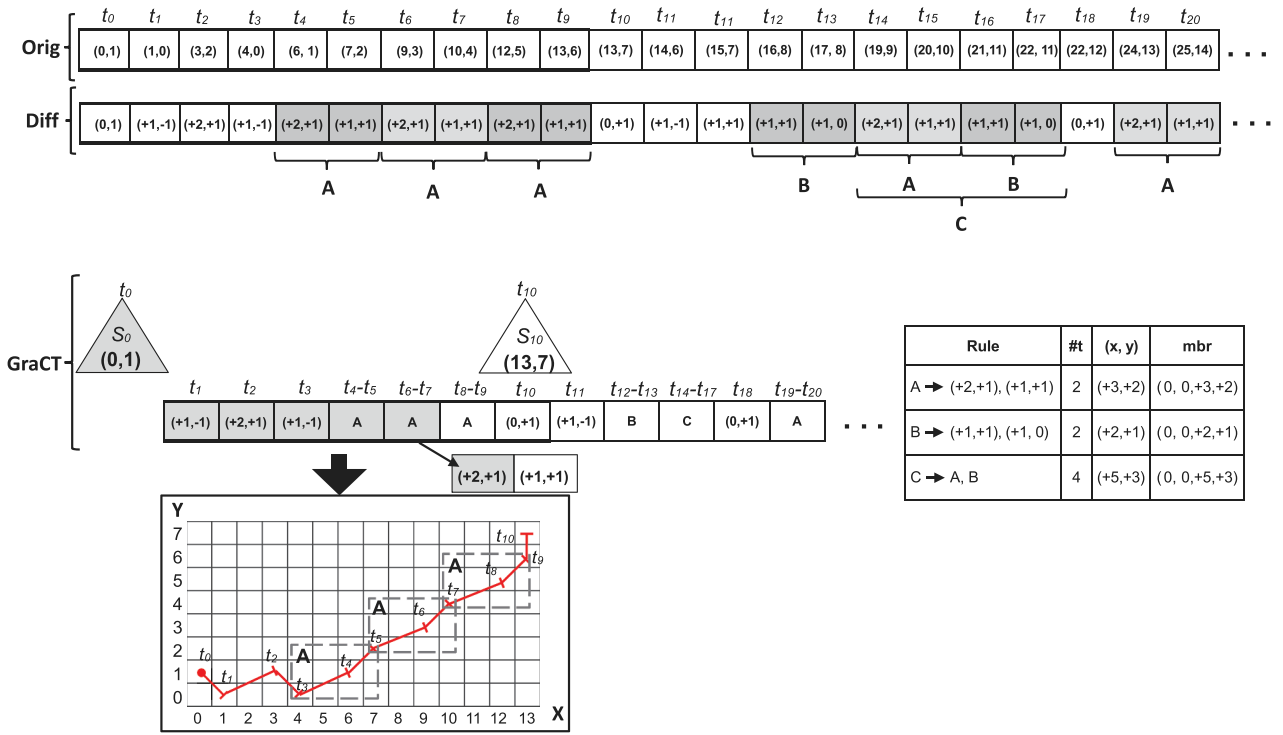 t0 t1 t2 t3 t4 t5 t6 t7 t8 t9 t10 t11 t11 t12 t13 t14 t15 t16 t17 t18 t19 t20
Orig (0,1) (1,0) (3,2) (4,0) (6, 1) (7,2) (9,3) (10,4) (12,5) (13,6) (13,7) (14,6) (15,7) (16,8) (17, 8) (19,9) (20,10) (21,11) (22, 11) (22,12) (24,13) (25,14) . . .
Diff (0,1) (+1,-1) (+2,+1) (+1,-1) (+2,+1) (+1,+1) (+2,+1) (+1,+1) (+2,+1) (+1,+1) (0,+1) (+1,-1) (+1,+1) (+1,+1) (+1, 0) (+2,+1) (+1,+1) (+1,+1) (+1, 0) (0,+1) (+2,+1) (+1,+1) . . .
A A A B A B A
C
t0 t10
S0 S10
GraCT (0,1) (13,7)
t1 t2 t3 t4-t5 t6-t7 t8-t9 t10 t11 t12-t13 t14-t17 t18 t19-t20
(+1,-1) (+2,+1) (+1,-1) A A A (0,+1) (+1,-1) B C (0,+1) A . . .
(+2,+1) (+1,+1)
Rule #t (x, y) mbr
A → (+2,+1), (+1,+1) 2 (+3,+2) (0, 0,+3,+2)
B → (+1,+1), (+1, 0) 2 (+2,+1) (0, 0,+2,+1)
C → A, B 4 (+5,+3) (0, 0,+5,+3)
Y
7 t10
6 A t8 t9
5 t7
4 A t6
3 t5
2 t0 t2 A t4
1 t1 t3
0
0 1 2 3 4 5 6 7 8 9 10 11 12 13 X